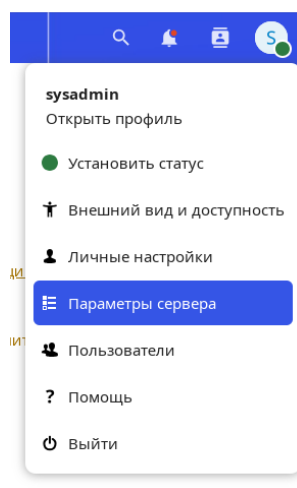 S
sysadmin
Открыть профиль
Установить статус
Внешний вид и доступность
Личные настройки
Параметры сервера
Пользователи
? Помощь
Выйти